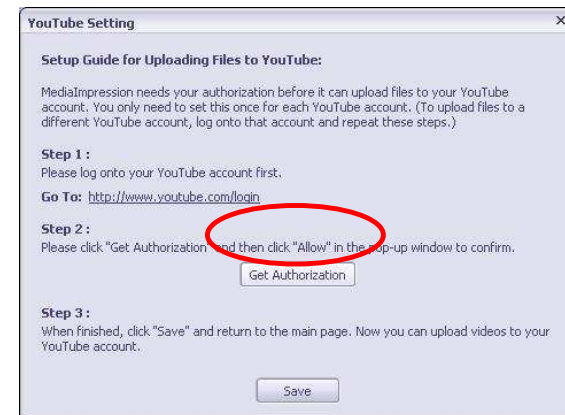 YouTube Setting
Setup Guide for Uploading Files to YouTube:
MediaImpression needs your authorization before it can upload files to your YouTube
account. You only need to set this once for each YouTube account. (To upload files to a
different YouTube account, log onto that account and repeat these steps.)
Step 1 :
Please log onto your YouTube account first.
Go To: http://www.youtube.com/login
Step 2 :
Please click "Get Authorization" and then click "Allow" in the pop-up window to confirm.
Get Authorization
Step 3 :
When finished, click "Save" and return to the main page. Now you can upload videos to your
YouTube account.
Save